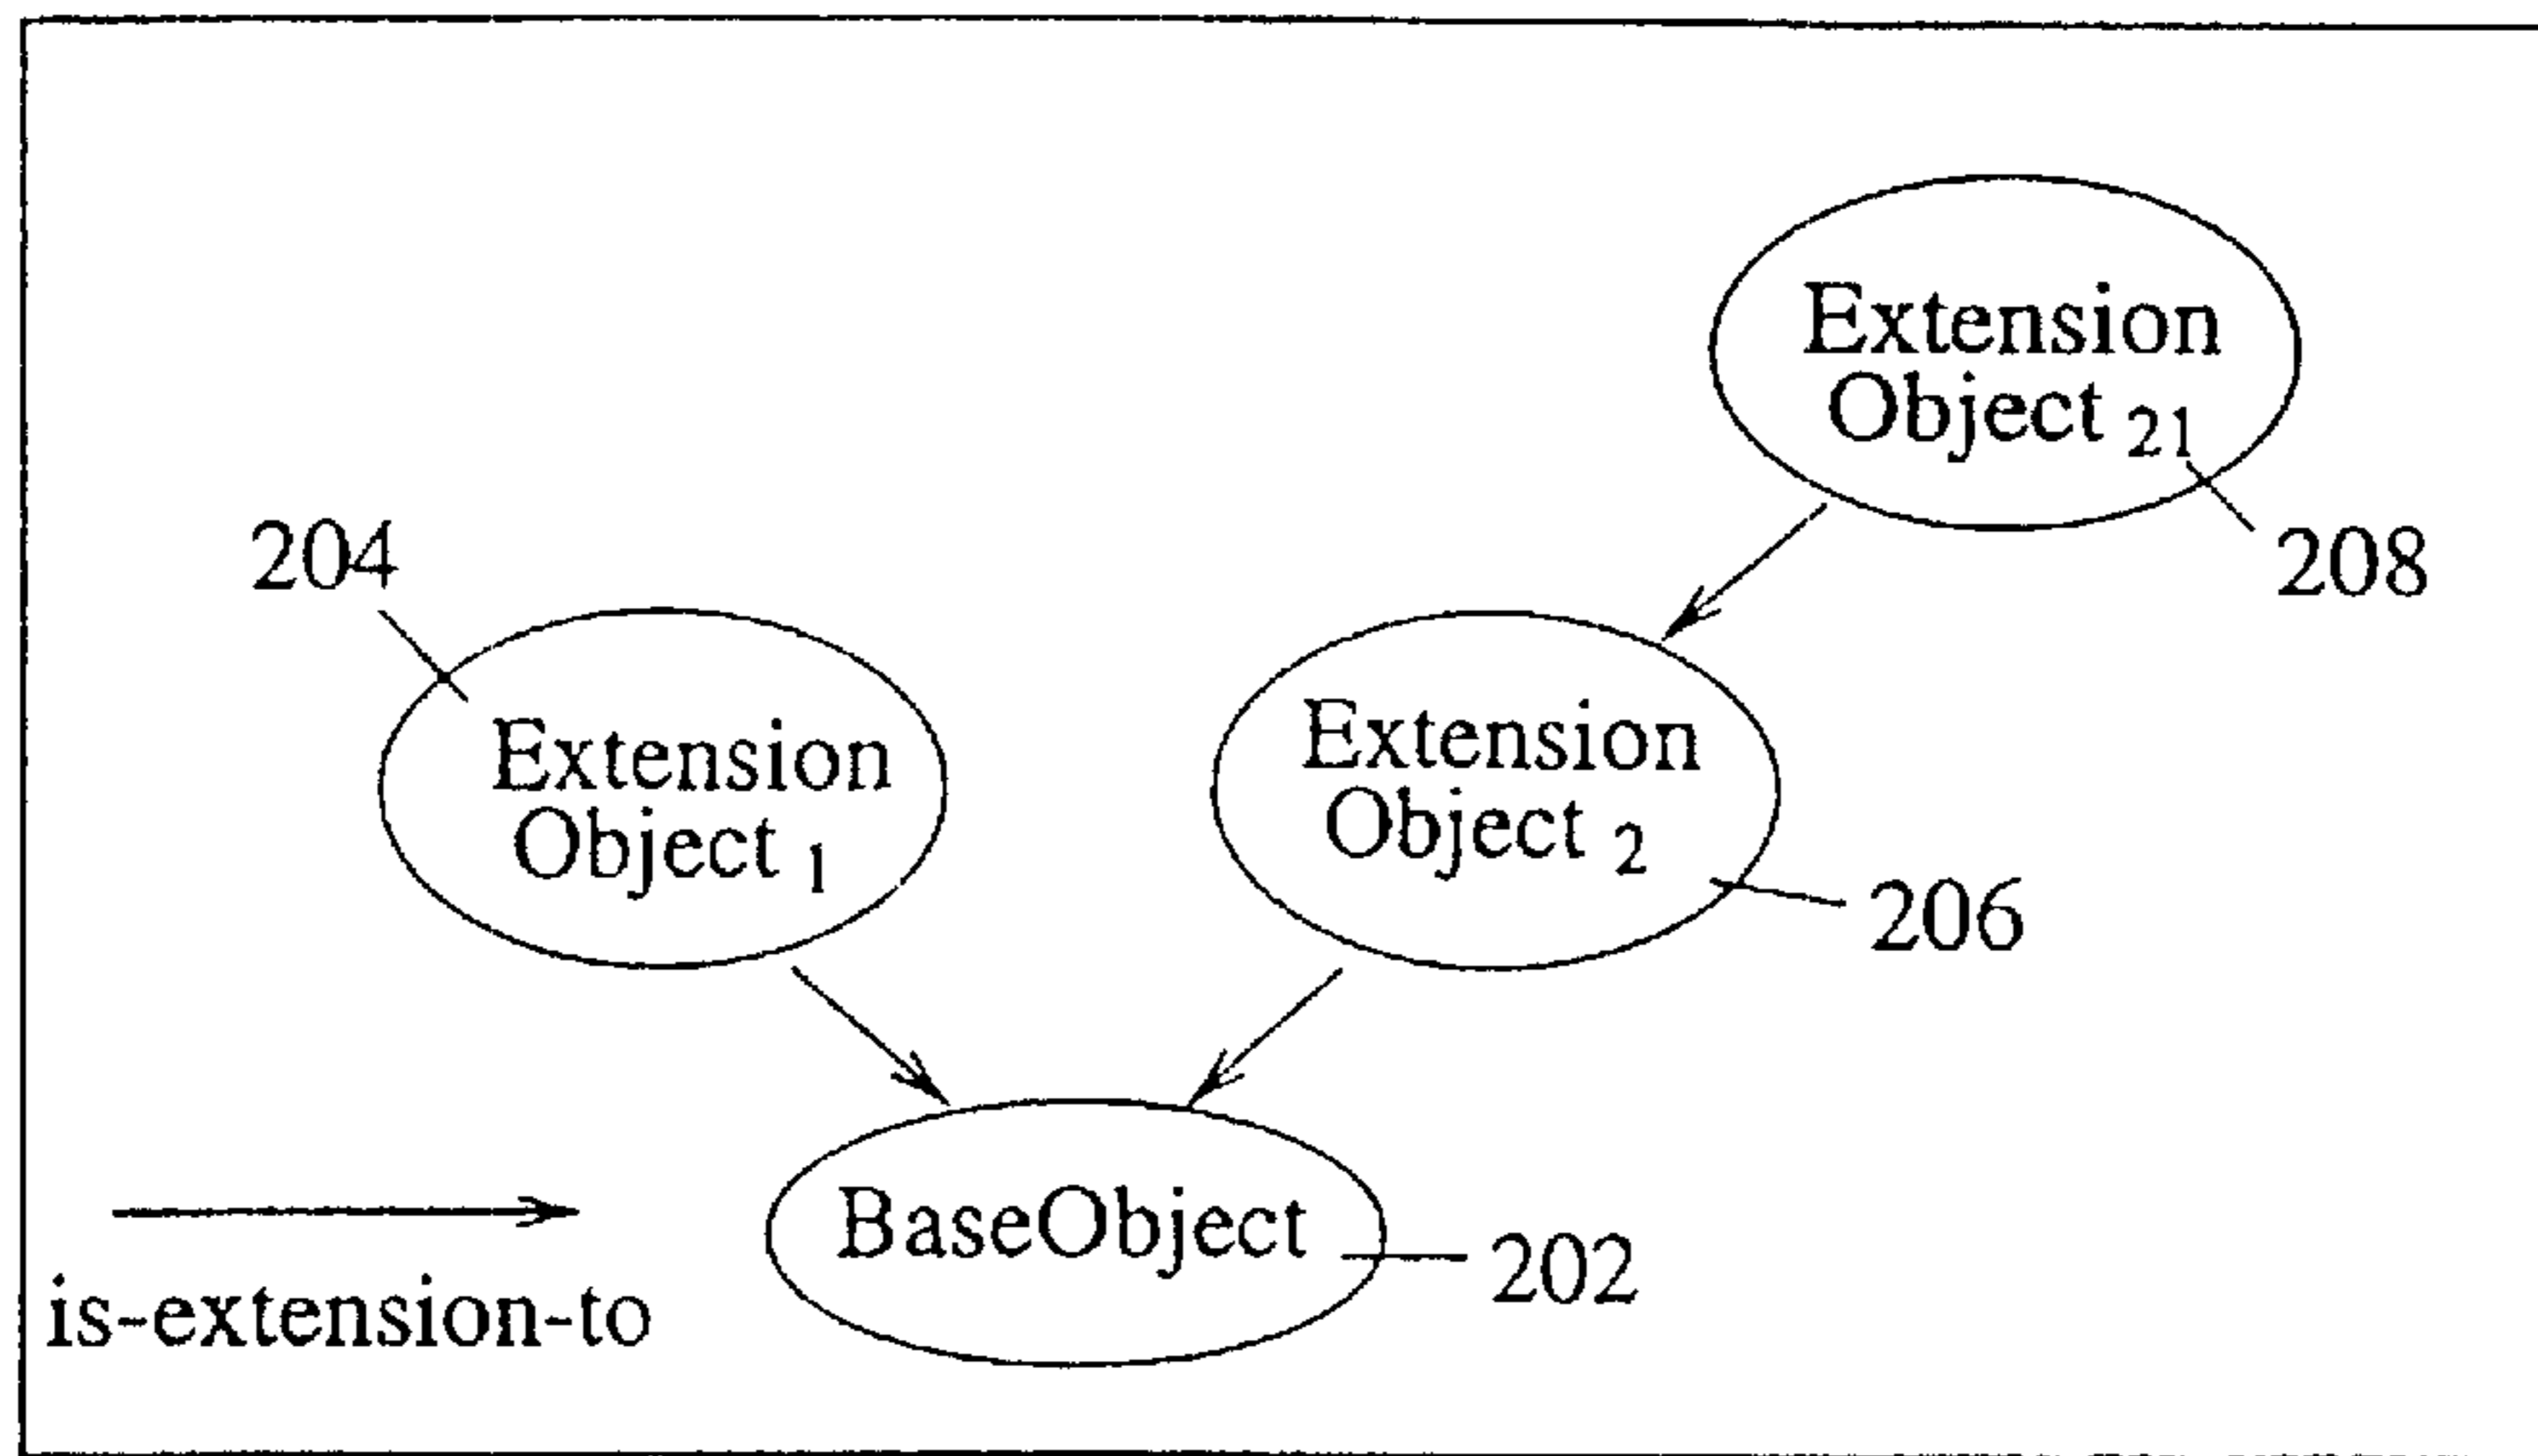 Extension
Object 21
208
204
Extension
Object 1
Extension
Object 2
206
BaseObject
202
is-extension-to